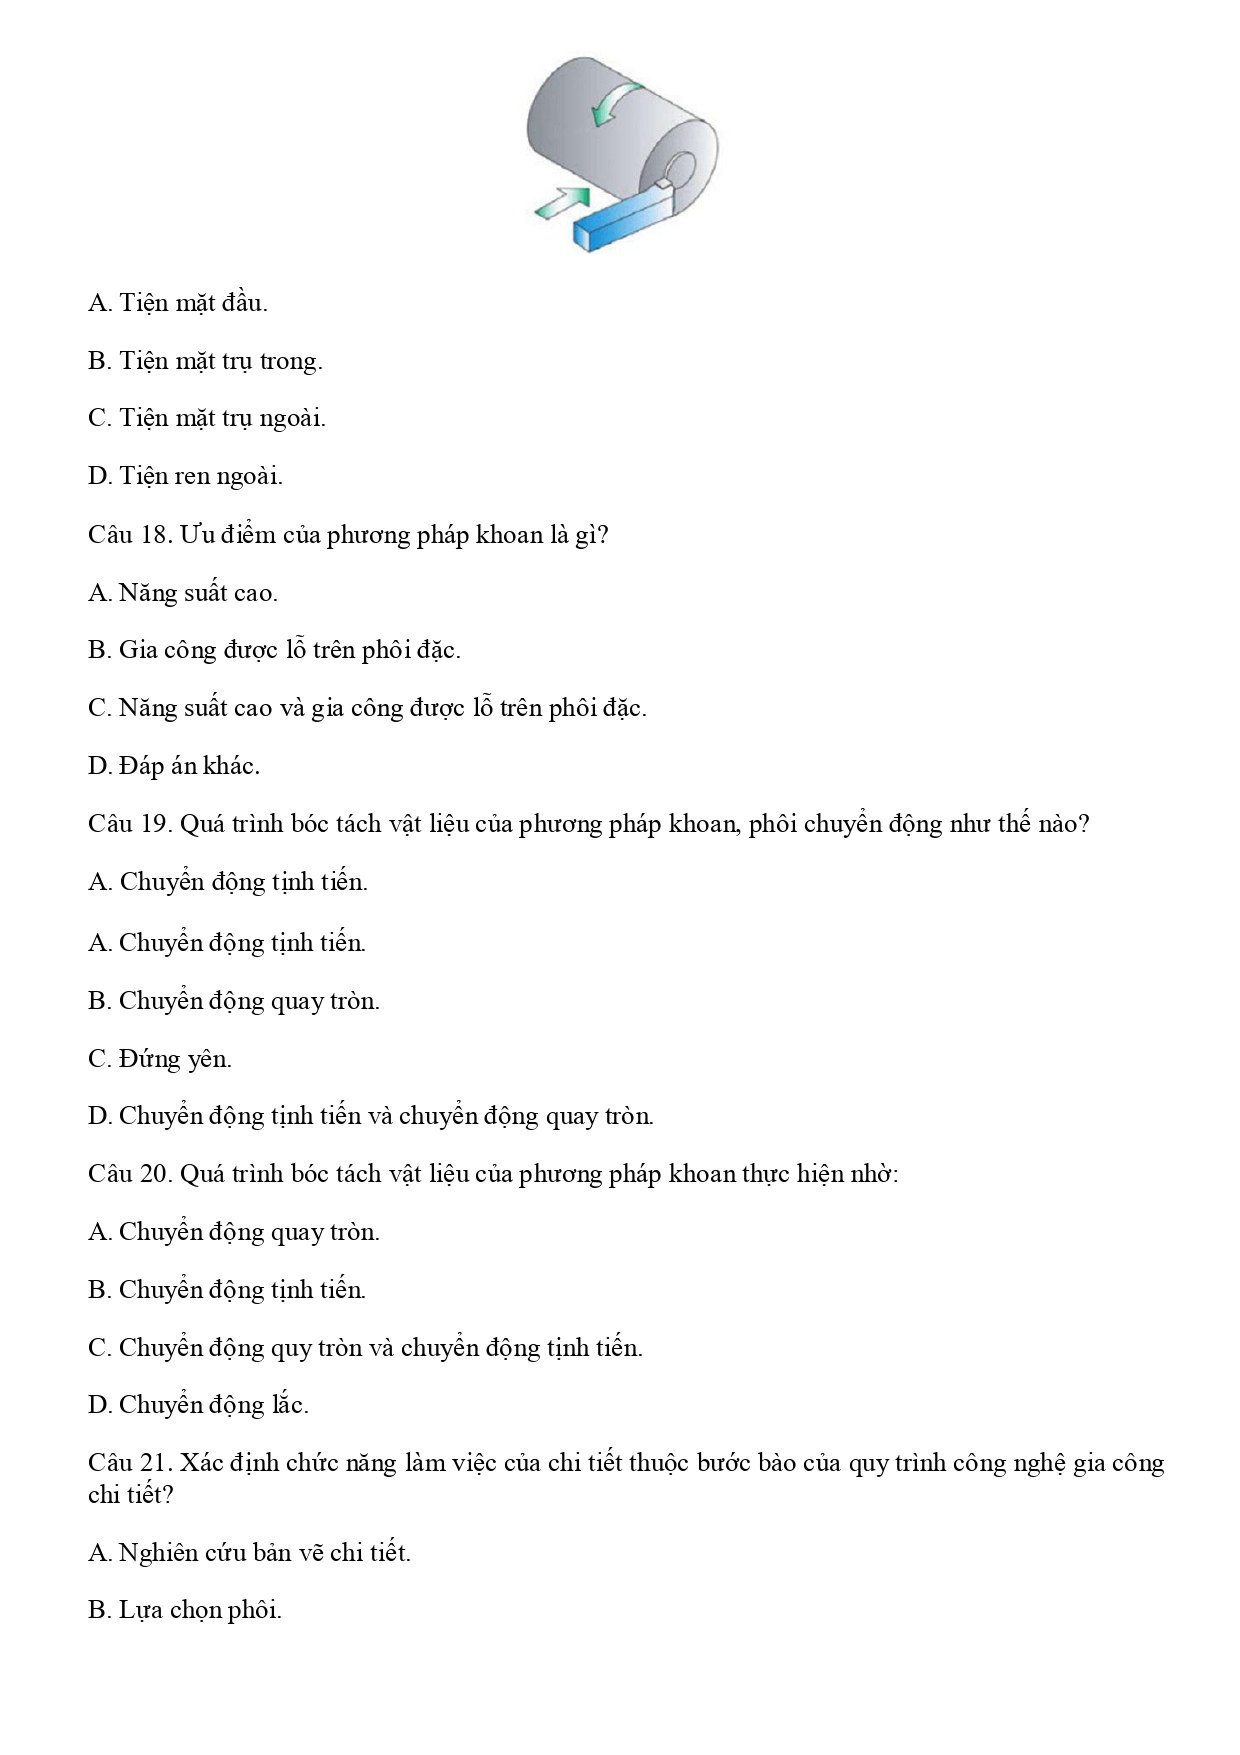 A. Tiện mặt đầu.
B. Tiện mặt trụ trong.
C. Tiện mặt trụ ngoài.
D. Tiện ren ngoài.
Câu 18. Ưu điểm của phương pháp khoan là gì?
A. Năng suất cao.
B. Gia công được lỗ trên phôi đặc.
C. Năng suất cao và gia công được lỗ trên phôi đặc.
D. Đáp án khác.
Câu 19. Quá trình bóc tách vật liệu của phương pháp khoan, phôi chuyển động như thế nào?
A. Chuyển động tịnh tiến.
A. Chuyển động tịnh tiến.
B. Chuyển động quay tròn.
C. Đứng yên.
D. Chuyển động tịnh tiến và chuyển động quay tròn.
Câu 20. Quá trình bóc tách vật liệu của phương pháp khoan thực hiện nhờ:
A. Chuyển động quay tròn.
B. Chuyển động tịnh tiến.
C. Chuyển động quy tròn và chuyển động tịnh tiến.
D. Chuyển động lắc.
Câu 21. Xác định chức năng làm việc của chi tiết thuộc bước bào của quy trình công nghệ gia công
chi tiết?
A. Nghiên cứu bản vẽ chi tiết.
B. Lựa chọn phôi.